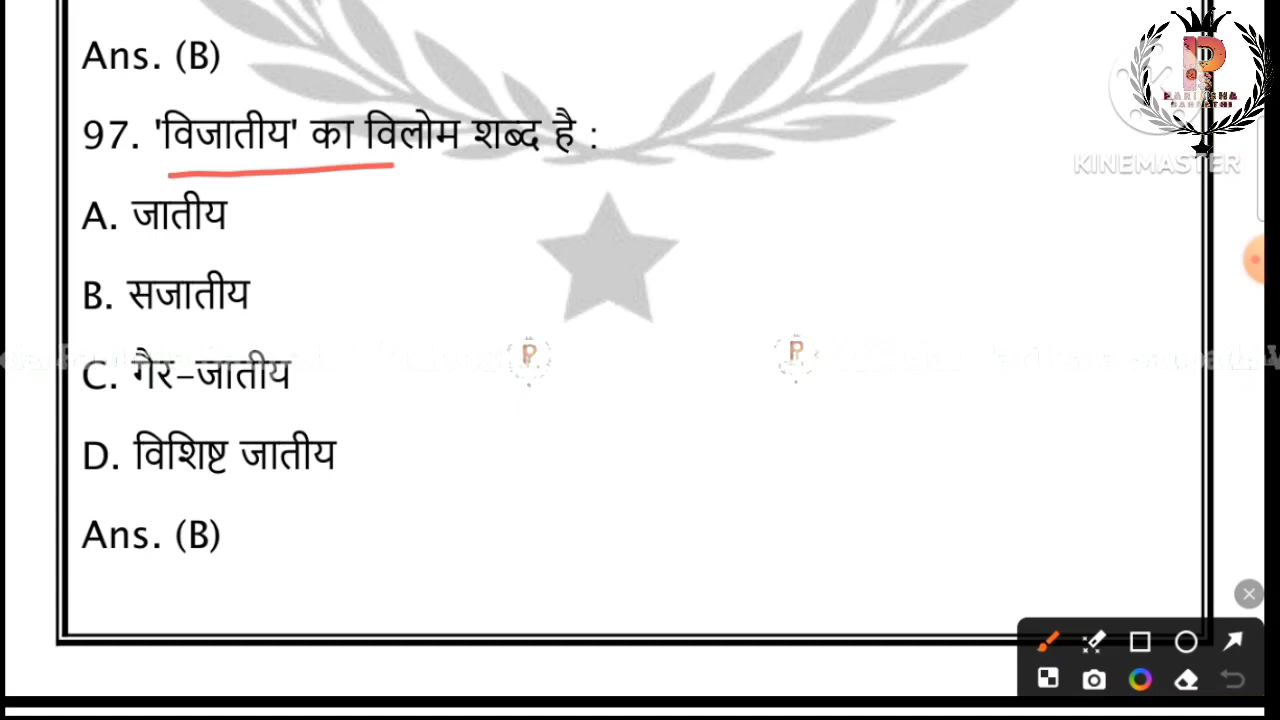 Ans. (B)
97. 'विजातीय' का विलोम शब्द है :
KINEMASTER
A. जातीय
B. सजातीय
C. गैर-जातीय
D. विशिष्ट जातीय
Ans. (B)